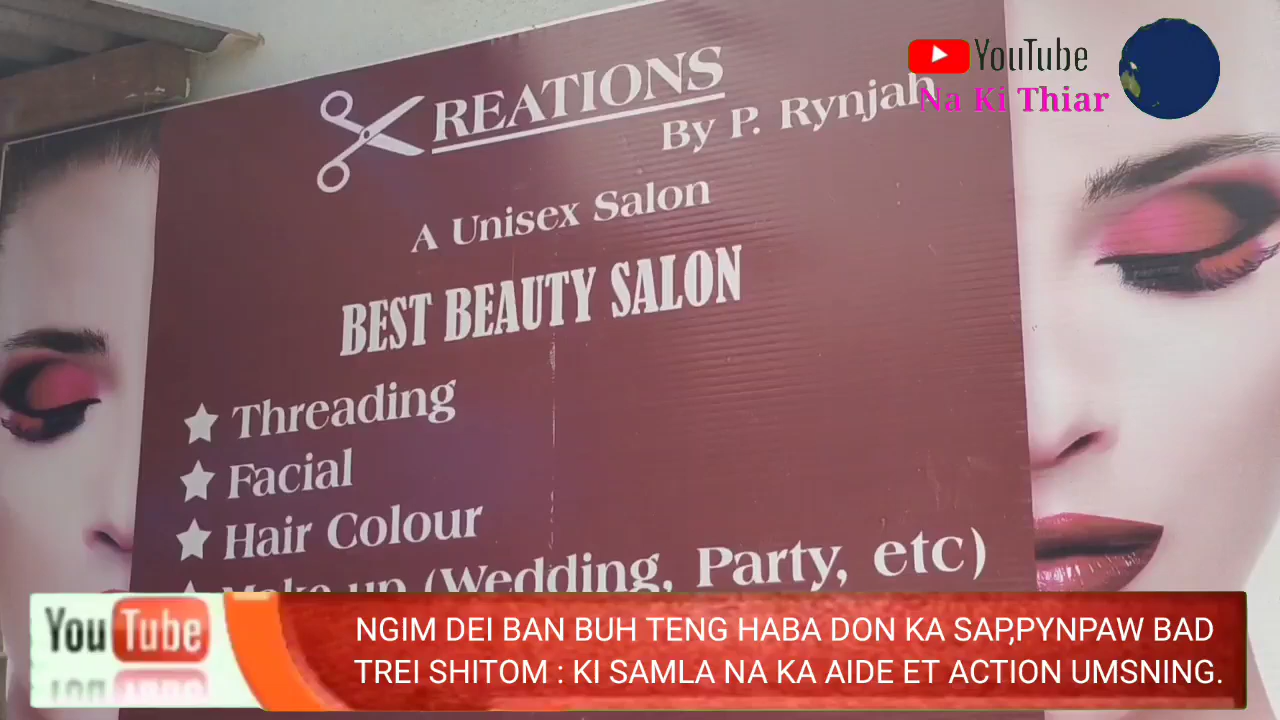 REATIONS
By P. Rynjah
A Unisex Salon
BEST BEAUTY SALON
Threading
Facial
Hair Colour
Make up (Wedding, Party, etc)
YouTube
Na Ki Thiar
YouTube
NGIM DEI BAN BUH TENG HABA DON KA SAP,PYNPAW BAD
TREI SHITOM : KI SAMLA NA KA AIDE ET ACTION UMSNING.